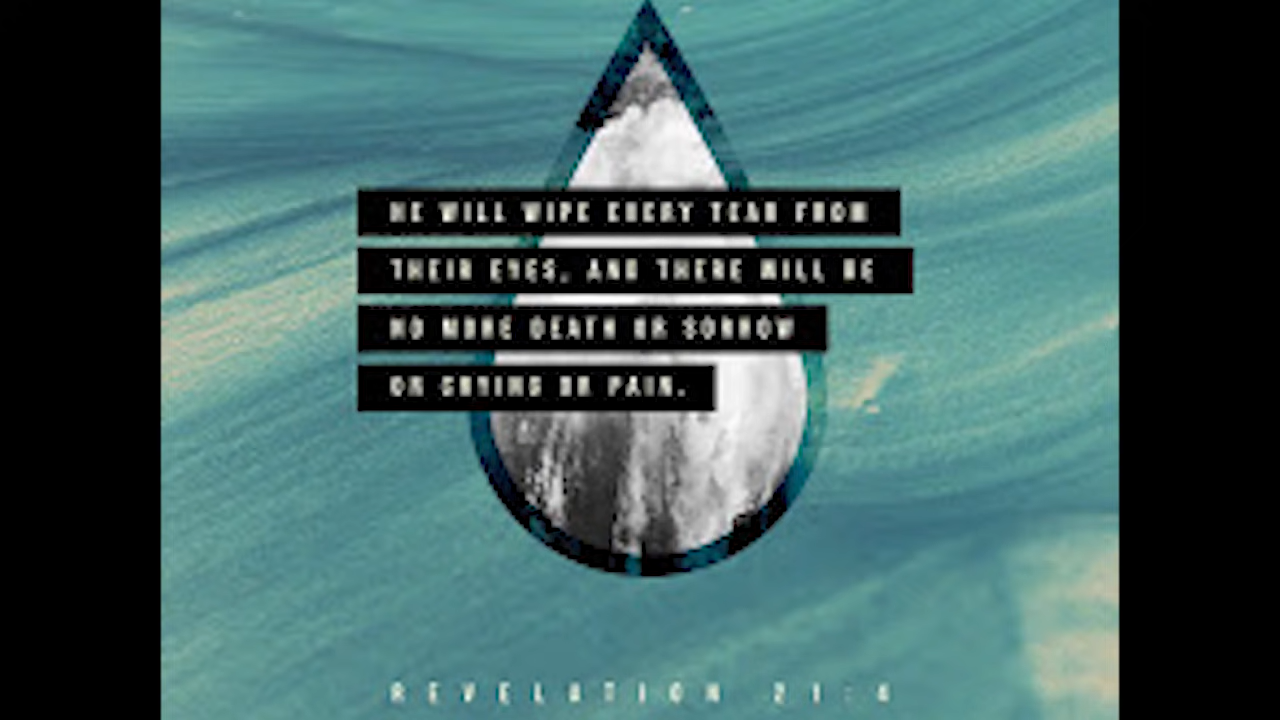 HE WILL WIPE EVERY TEAR FROM
THEIR EYES, AND THERE WILL BE
NO MORE DEATH OR SORROW
OR CRYING OR PAIN.
REVELATION 21:4